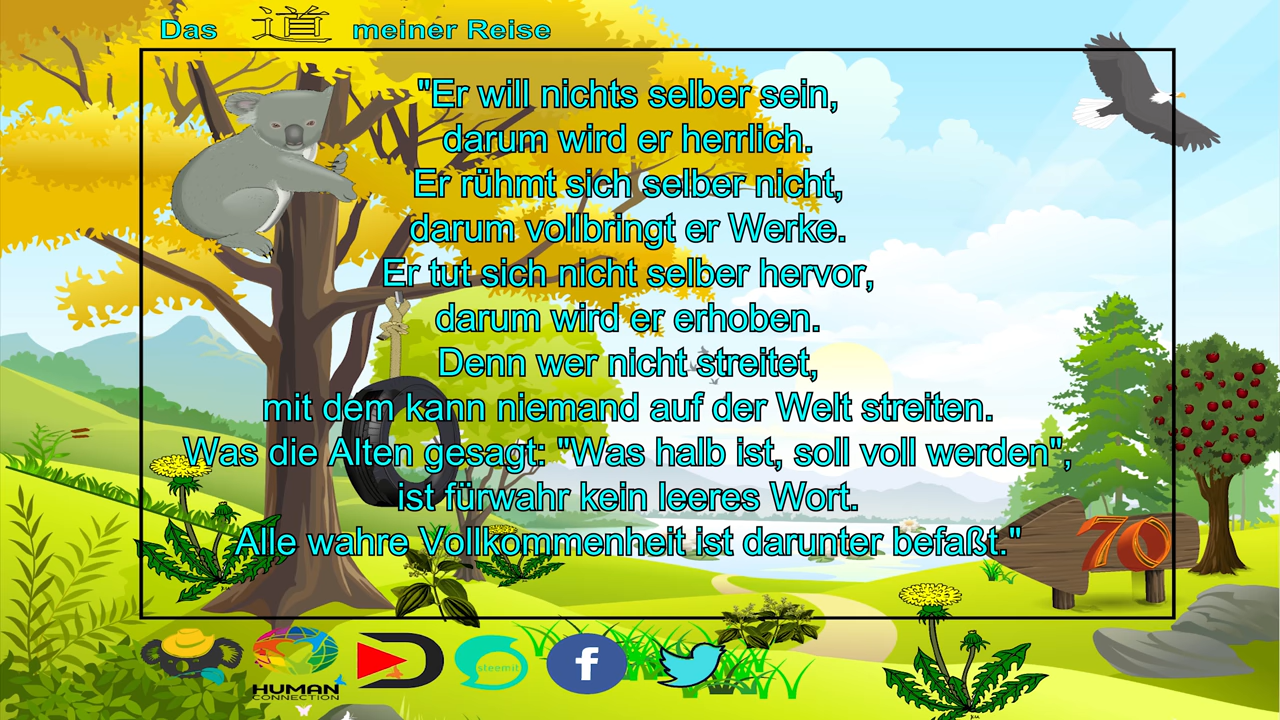 Das 道 meiner Reise
"Er will nichts selber sein,
darum wird er herrlich.
Er rühmt sich selber nicht,
darum vollbringt er Werke.
Er tut sich nicht selber hervor,
darum wird er erhoben.
Denn wer nicht streitet,
mit dem kann niemand auf der Welt streiten.
Was die Alten gesagt: "Was halb ist, soll voll werden",
ist fürwahr kein leeres Wort.
Alle wahre Vollkommenheit ist darunter befaßt."
70
HUMAN
CONNECTION
steemit
f